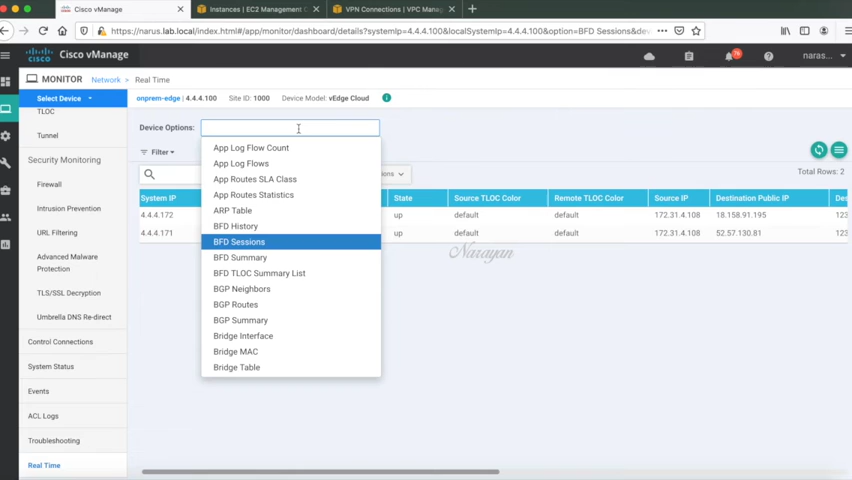 Cisco vManage
Instances | EC2 Management C
VPN Connections | VPC Manag
https://narus.lab.local/index.html#/app/monitor/dashboard/details?systemIp=4.4.4.100&localSystemIp=4.4.4.100&option=BFD Sessions&dev
Cisco vManage
CISCO
naras...
MONITOR
Network > Real Time
Select Device
onprem-edge | 4.4.4.100 Site ID: 1000 Device Model: vEdge Cloud
TLOC
Tunnel
Security Monitoring
Firewall
Intrusion Prevention
URL Filtering
Advanced Malware
Protection
TLS/SSL Decryption
Umbrella DNS Re-direct
Control Connections
System Status
Events
ACL Logs
Troubleshooting
Real Time
Device Options:
Filter
Total Rows: 2
App Log Flow Count
App Log Flows
App Routes SLA Class
App Routes Statistics
ARP Table
BFD History
BFD Sessions
BFD Summary
BFD TLOC Summary List
BGP Neighbors
BGP Routes
BGP Summary
Bridge Interface
Bridge MAC
Bridge Table
System IP State Source TLOC Color Remote TLOC Color Source IP Destination Public IP
4.4.4.172 up default default 172.31.4.108 18.158.91.195 123
4.4.4.171 up default default 172.31.4.108 52.57.130.81 123
Narayan